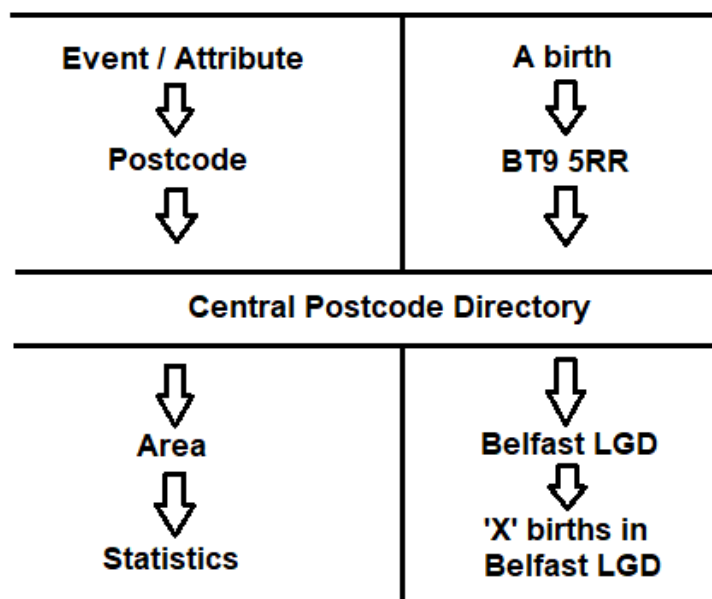 Event / Attribute
Postcode
A birth
BT9 5RR
Central Postcode Directory
Area
Statistics
Belfast LGD
'X' births in
Belfast LGD